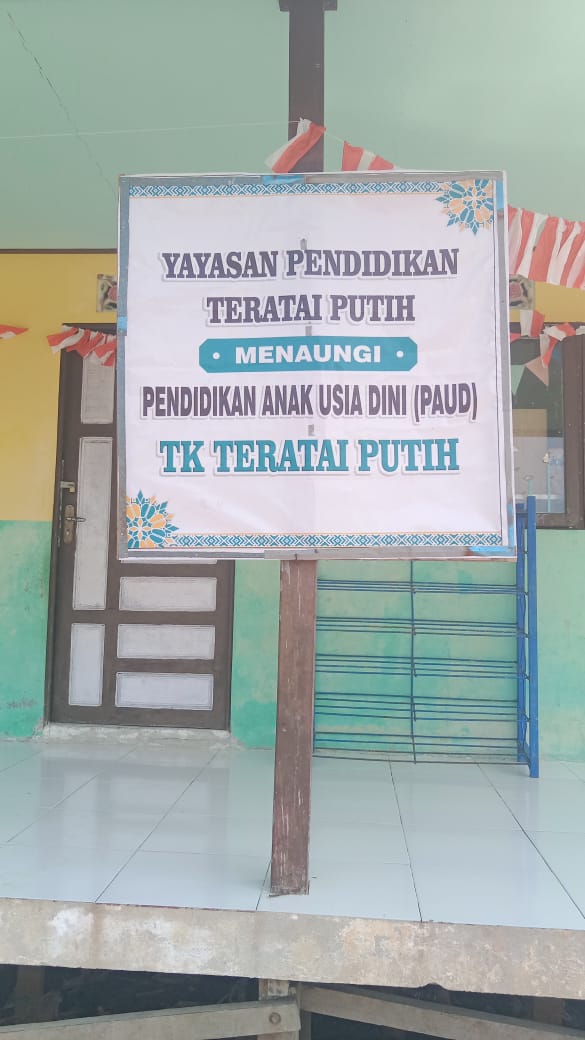 YAYASAN PENDIDIKAN
TERATAI PUTIH
• MENAUNGI •
PENDIDIKAN ANAK USIA DINI (PAUD)
TK TERATAI PUTIH